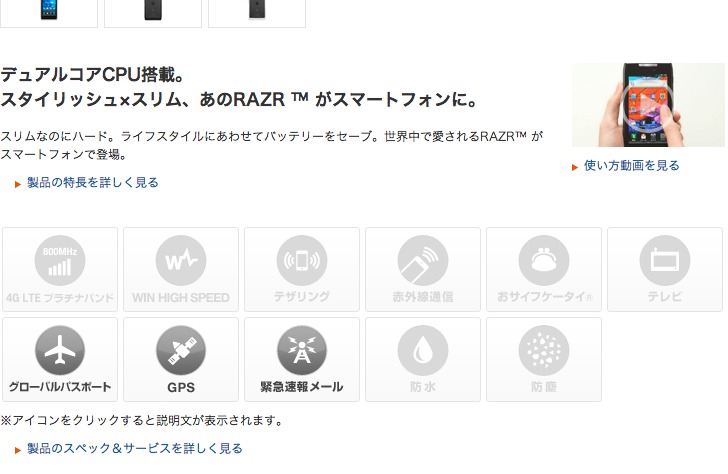 デュアルコアCPU搭載。
スタイリッシュ×スリム、あのRAZR ™ がスマートフォンに。
スリムなのにハード。ライフスタイルにあわせてバッテリーをセーブ。世界中で愛されるRAZR™ が
スマートフォンで登場。
製品の特長を詳しく見る
使い方動画を見る
800MHz
4G LTE プラチナバンド
WIN HIGH SPEED
テザリング
赤外線通信
おサイフケータイ®
テレビ
グローバルパスポート
GPS
緊急速報メール
防水
防塵
※アイコンをクリックすると説明文が表示されます。
製品のスペック＆サービスを詳しく見る